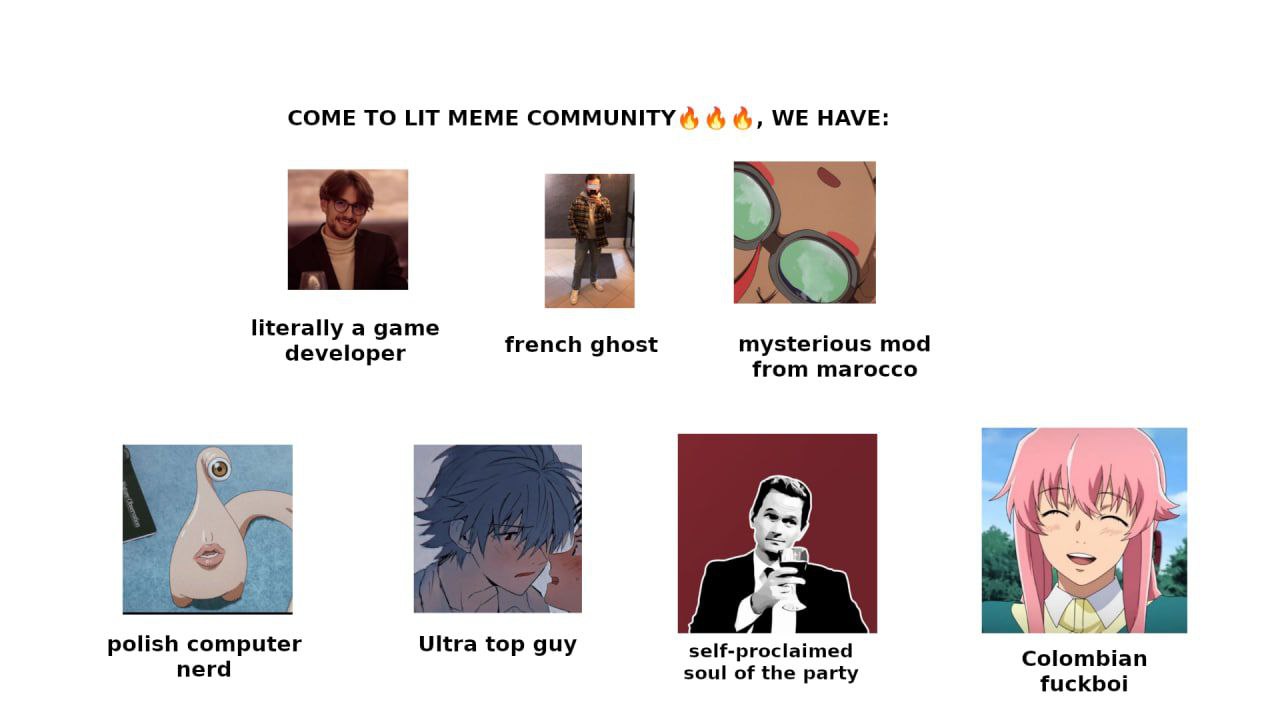 COME TO LIT MEME COMMUNITY🔥🔥🔥, WE HAVE:
literally a game
developer
french ghost
mysterious mod
from marocco
polish computer
nerd
Ultra top guy
self-proclaimed
soul of the party
Colombian
fuckboi